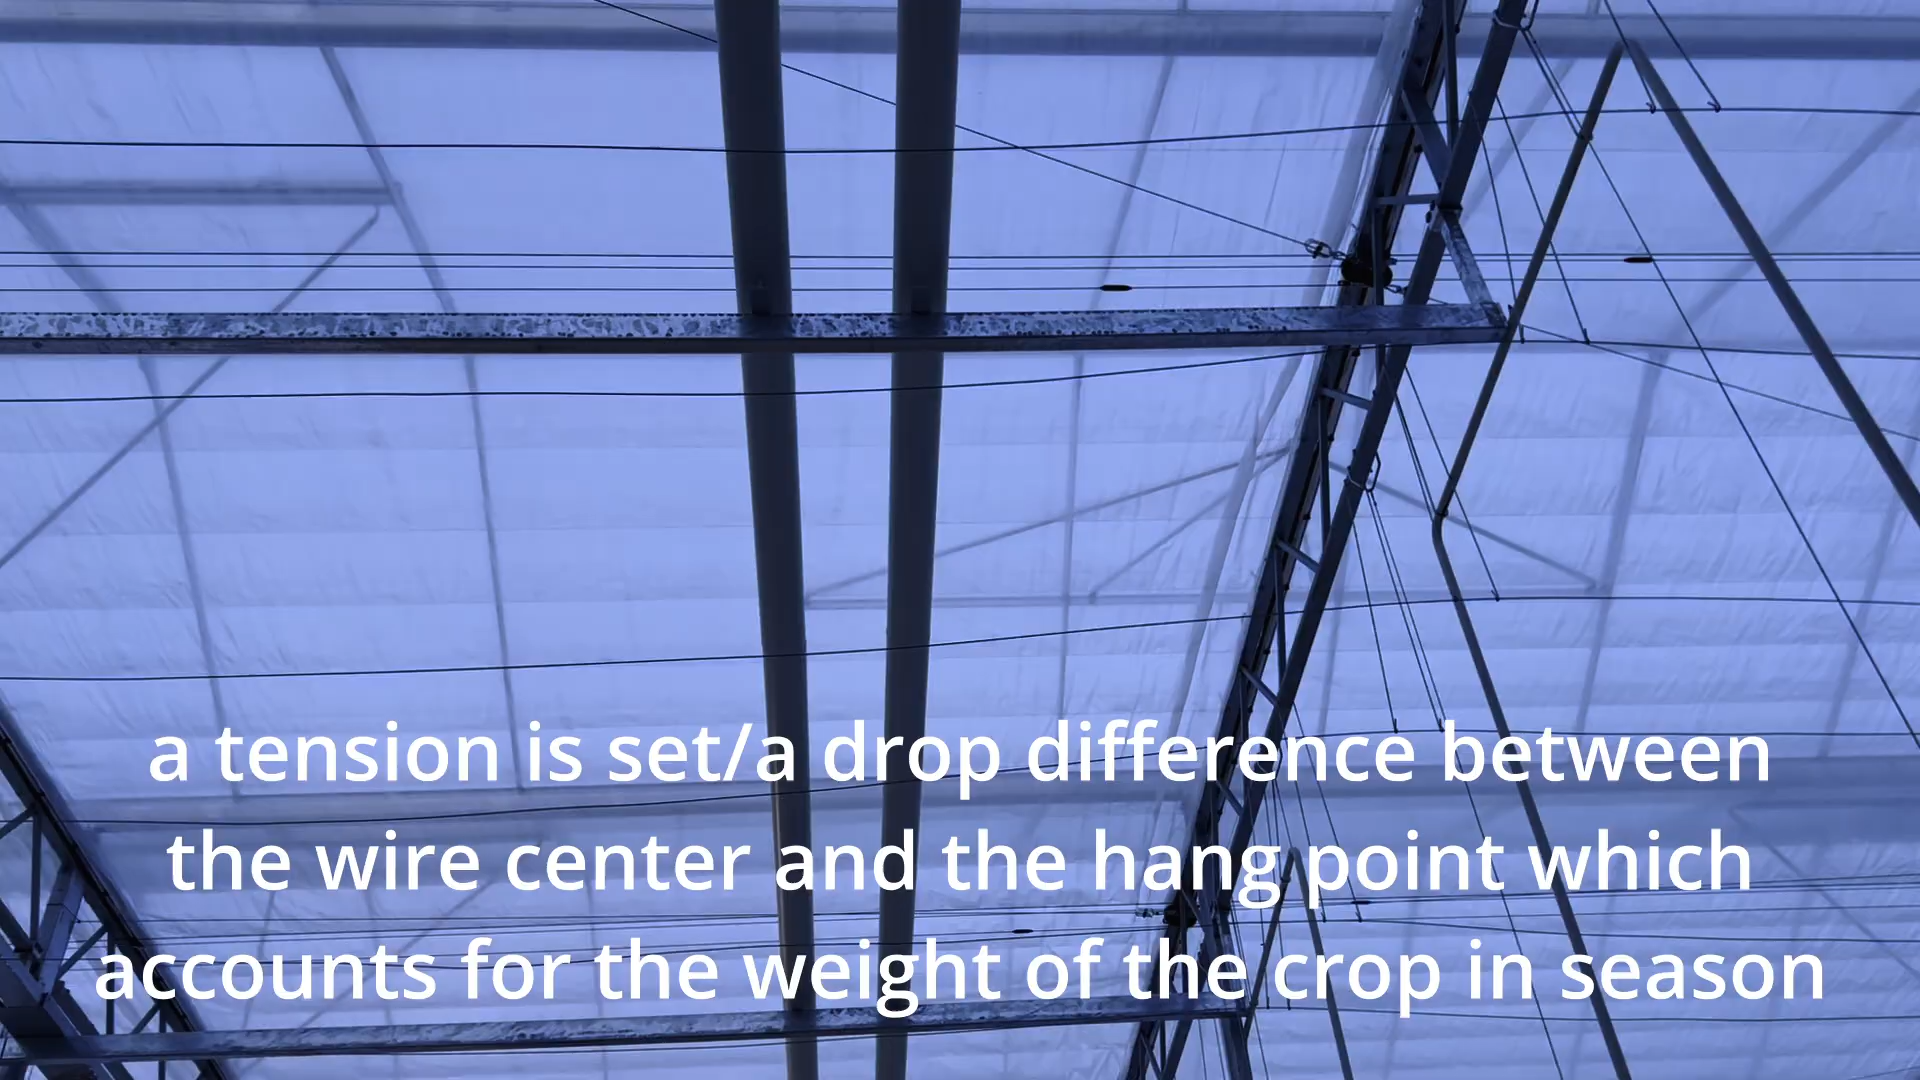 a tension is set/a drop difference between
the wire center and the hang point which
accounts for the weight of the crop in season